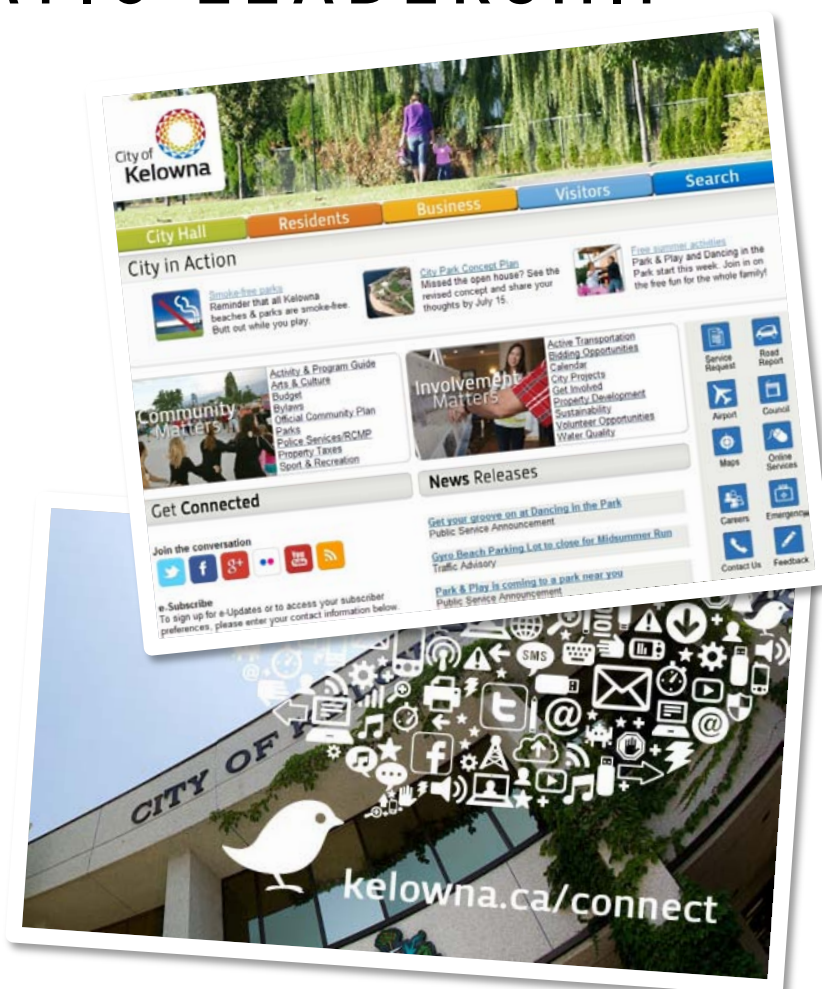 City of
Kelowna
City Hall
Residents
Business
Visitors
Search
City in Action
Smoke-free parks
Reminder that all Kelowna
beaches & parks are smoke-free.
Butt out while you play.
City Park Concept Plan
Missed the open house? See the
revised concept and share your
thoughts by July 15.
Free summer activities
Park & Play and Dancing in the
Park start this week. Join in on
the free fun for the whole family!
Community
Matters
Activity & Program Guide
Arts & Culture
Budget
Bylaws
Official Community Plan
Parks
Police Services/RCMP
Property Taxes
Sport & Recreation
Involvement
Matters
Active Transportation
Bidding Opportunities
Calendar
City Projects
Get Involved
Property Development
Sustainability
Volunteer Opportunities
Water Quality
Service
Request
Road
Report
Airport
Council
Maps
Online
Services
Careers
Emergency
Contact Us
Feedback
Get Connected
Join the conversation
e-Subscribe
To sign up for e-Updates or to access your subscriber
preferences, please enter your contact information below.
News Releases
Get your groove on at Dancing in the Park
Public Service Announcement
Gyro Beach Parking Lot to close for Midsummer Run
Traffic Advisory
Park & Play is coming to a park near you
Public Service Announcement
SMS
CITY OF
kelowna.ca/connect